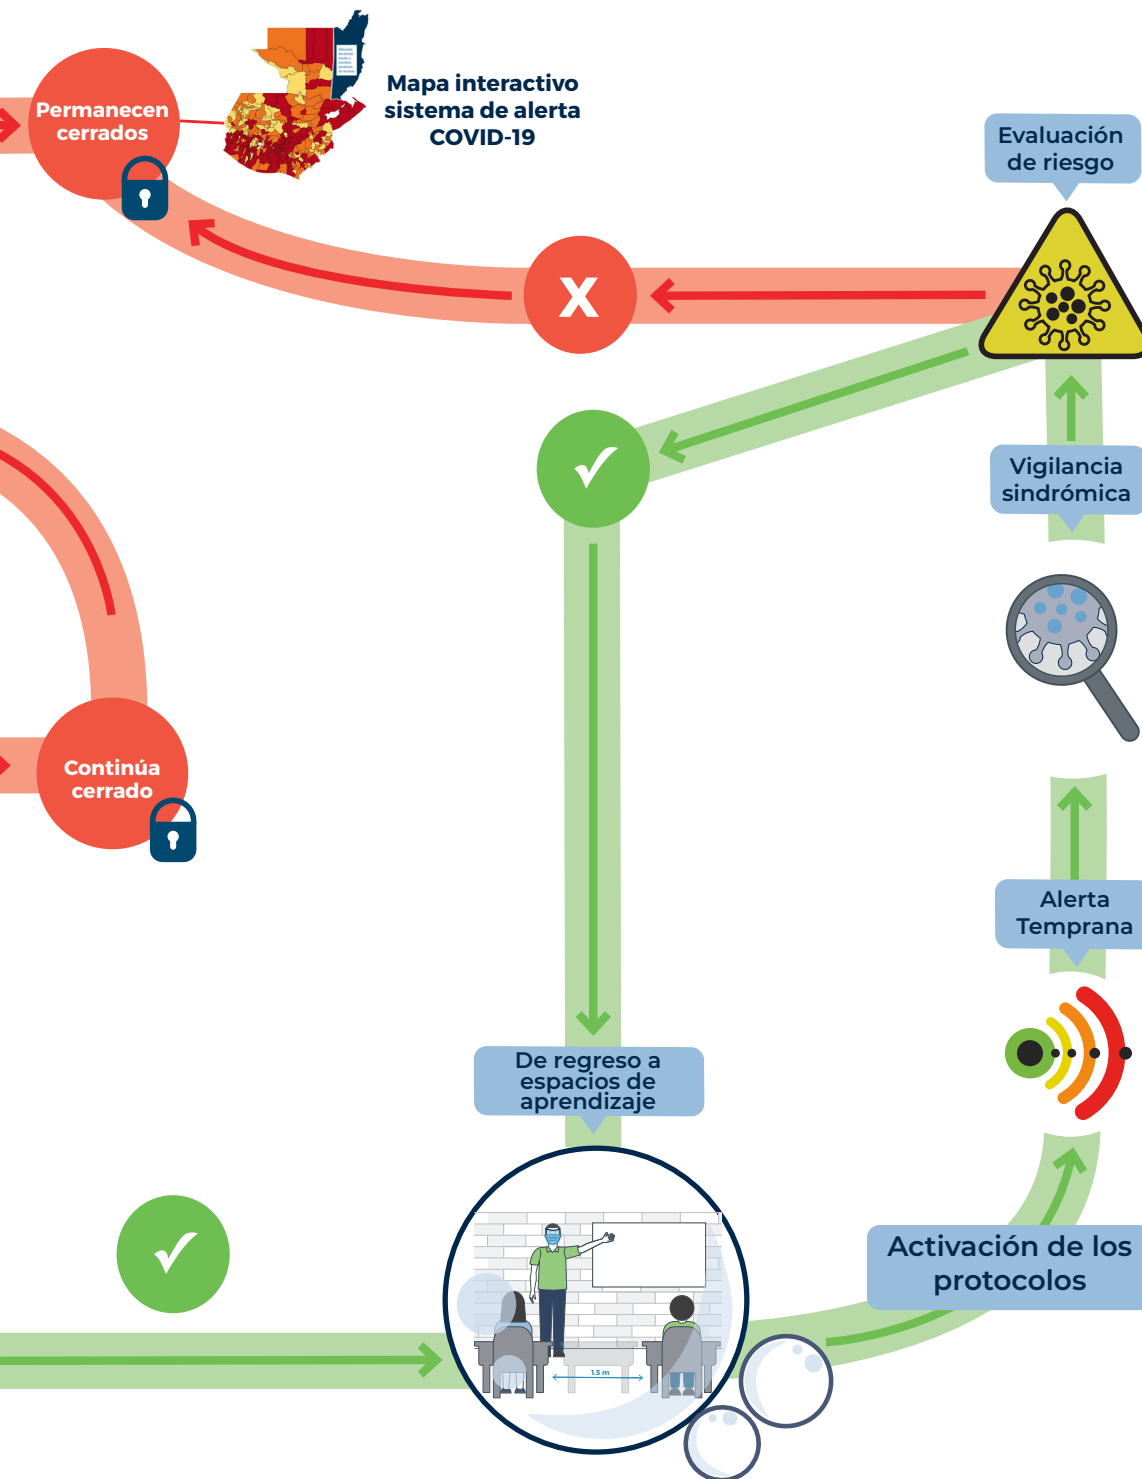 Permanecen
cerrados
Mapa interactivo
sistema de alerta
COVID-19
Evaluación
de riesgo
X
Vigilancia
sindrómica
Continúa
cerrado
Alerta
Temprana
De regreso a
espacios de
aprendizaje
Activación de los
protocolos
1.5 m